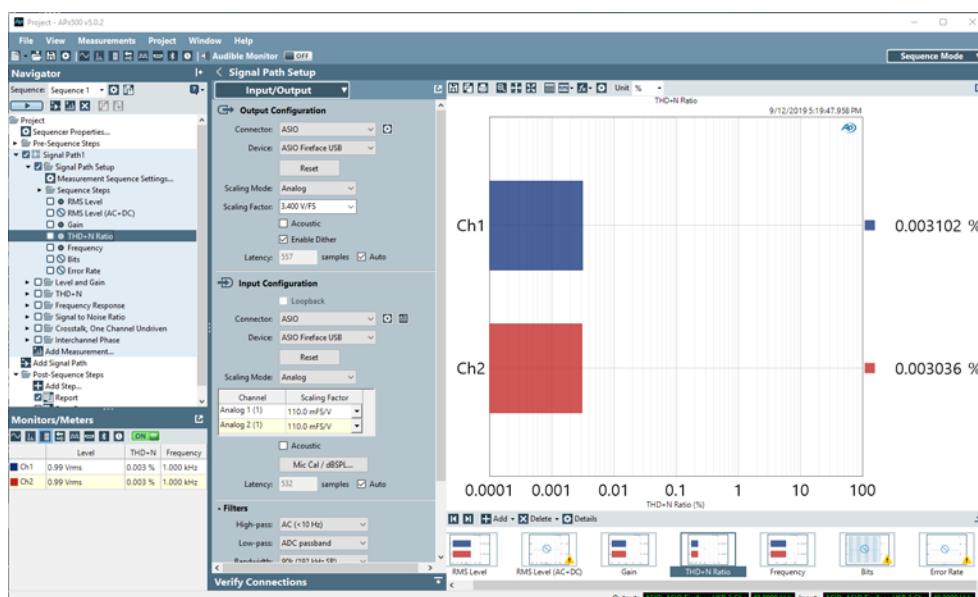 Project - APx500 v5.0.2
File View Measurements Project Window Help
Audible Monitor OFF
Sequence Mode
Navigator
Sequence: Sequence 1
Project
Sequencer Properties...
Pre-Sequence Steps
Signal Path1
Signal Path Setup
Measurement Sequence Settings...
Sequence Steps
RMS Level
RMS Level (AC+DC)
Gain
THD+N Ratio
Frequency
Bits
Error Rate
Level and Gain
THD+N
Frequency Response
Signal to Noise Ratio
Crosstalk, One Channel Undriven
Interchannel Phase
Add Measurement...
Add Signal Path
Post-Sequence Steps
Add Step...
Report
Monitors/Meters
ON
Level THD+N Frequency
Ch1 0.99 Vrms 0.003 % 1.000 kHz
Ch2 0.99 Vrms 0.003 % 1.000 kHz
Signal Path Setup
Input/Output
Output Configuration
Connector: ASIO
Device: ASIO Fireface USB
Reset
Scaling Mode: Analog
Scaling Factor: 3.400 V/FS
Acoustic
Enable Dither
Latency: 557 samples Auto
Input Configuration
Loopback
Connector: ASIO
Device: ASIO Fireface USB
Reset
Scaling Mode: Analog
Channel Scaling Factor
Analog 1 (1) 110.0 mFS/V
Analog 2 (1) 110.0 mFS/V
Acoustic
Mic Cal / dBSPL...
Latency: 532 samples Auto
Filters
High-pass: AC (<10 Hz)
Low-pass: ADC passband
Verify Connections
Unit %
THD+N Ratio
9/12/2019 5:19:47.958 PM
Ch1 0.003102 %
Ch2 0.003036 %
0.0001 0.001 0.01 0.1 1 10 100
THD+N Ratio (%)
Add Delete Details
RMS Level RMS Level (AC+DC) Gain THD+N Ratio Frequency Bits Error Rate